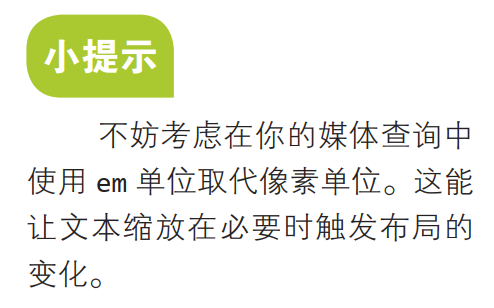 小提示
不妨考虑在你的媒体查询中
使用 em 单位取代像素单位。这能
让文本缩放在必要时触发布局的
变化。